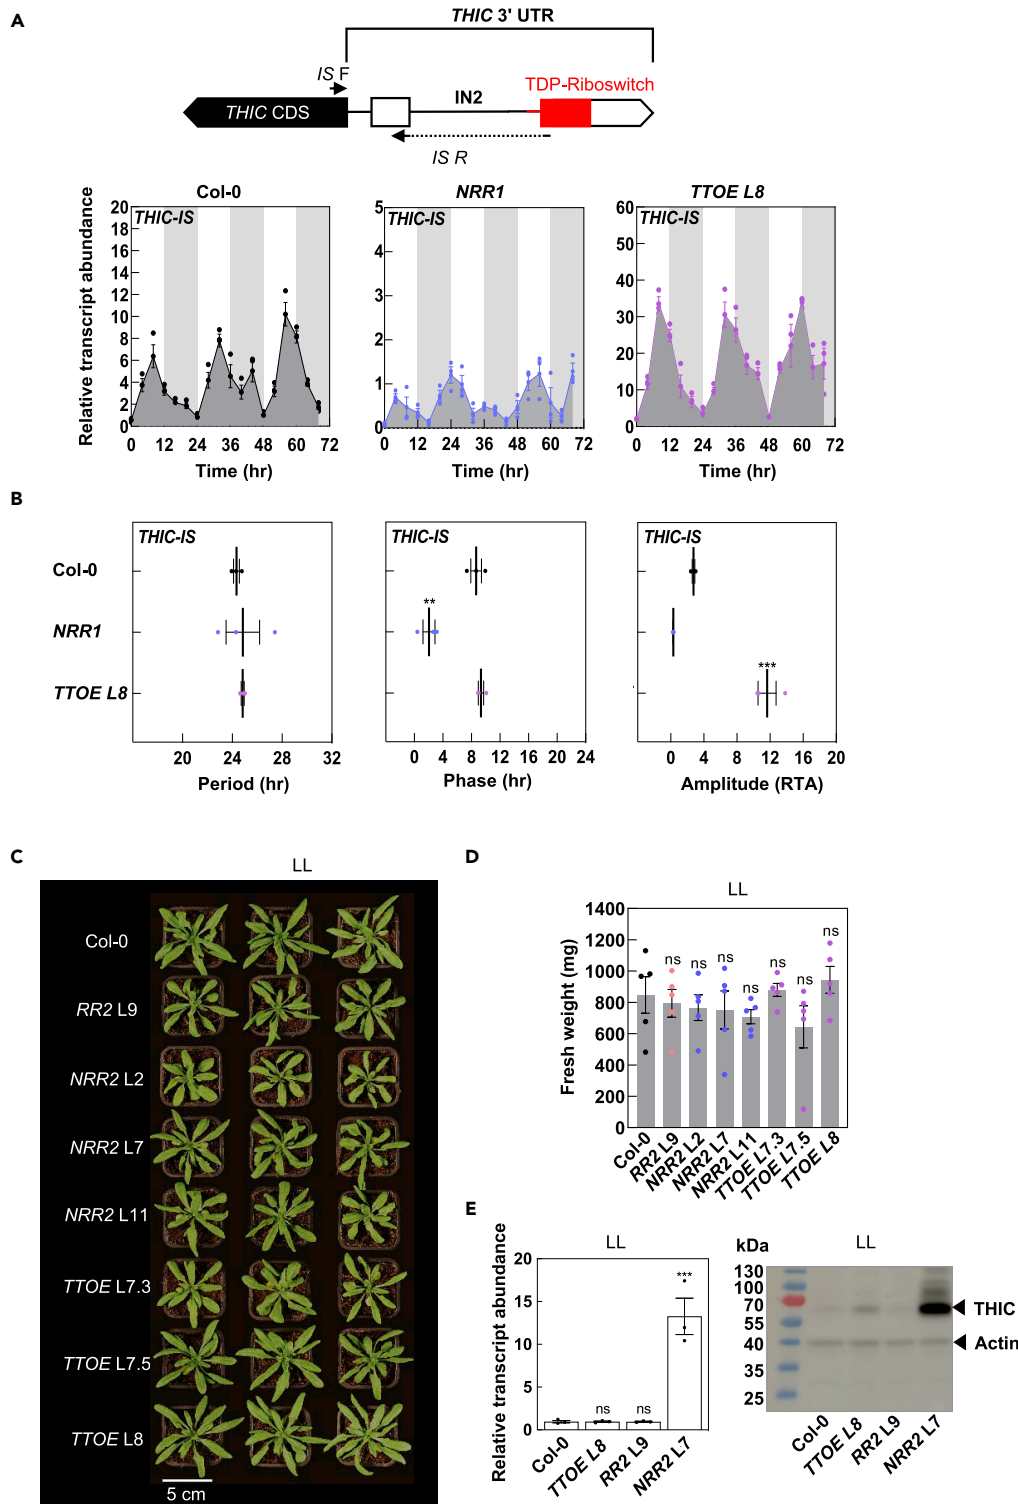 A
THIC 3' UTR
IS F
TDP-Riboswitch
THIC CDS
IN2
IS R
Col-0
NRR1
TTOE L8
Relative transcript abundance
20
18
16
14
12
10
8
6
4
2
0
THIC-IS
0 12 24 36 48 60 72
Time (hr)
5
4
3
2
1
0
THIC-IS
0 12 24 36 48 60 72
Time (hr)
60
50
40
30
20
10
0
THIC-IS
0 12 24 36 48 60 72
Time (hr)
B
THIC-IS
THIC-IS
THIC-IS
Col-0
NRR1
**
TTOE L8
***
20 24 28 32
Period (hr)
0 4 8 12 16 20 24
Phase (hr)
0 4 8 12 16 20
Amplitude (RTA)
C
LL
Col-0
RR2 L9
NRR2 L2
NRR2 L7
NRR2 L11
TTOE L7.3
TTOE L7.5
TTOE L8
5 cm
D
LL
Fresh weight (mg)
1400
1200
1000
800
600
400
200
0
ns ns ns ns ns ns ns
Col-0
RR2 L9
NRR2 L2
NRR2 L7
NRR2 L11
TTOE L7.3
TTOE L7.5
TTOE L8
E
LL
Relative transcript abundance
20
15
10
5
0
ns ns ***
Col-0
TTOE L8
RR2 L9
NRR2 L7
kDa
LL
130
100
70
55
40
35
25
THIC
Actin
Col-0
TTOE L8
RR2 L9
NRR2 L7